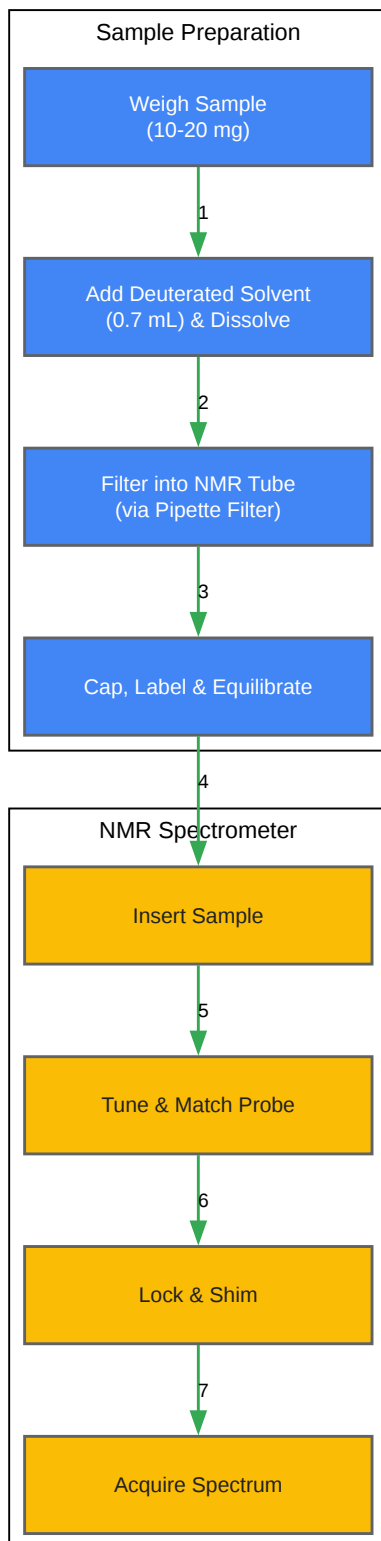 Sample Preparation
Weigh Sample
(10-20 mg)
1
Add Deuterated Solvent
(0.7 mL) & Dissolve
2
Filter into NMR Tube
(via Pipette Filter)
3
Cap, Label & Equilibrate
4
NMR Spectrometer
Insert Sample
5
Tune & Match Probe
6
Lock & Shim
7
Acquire Spectrum